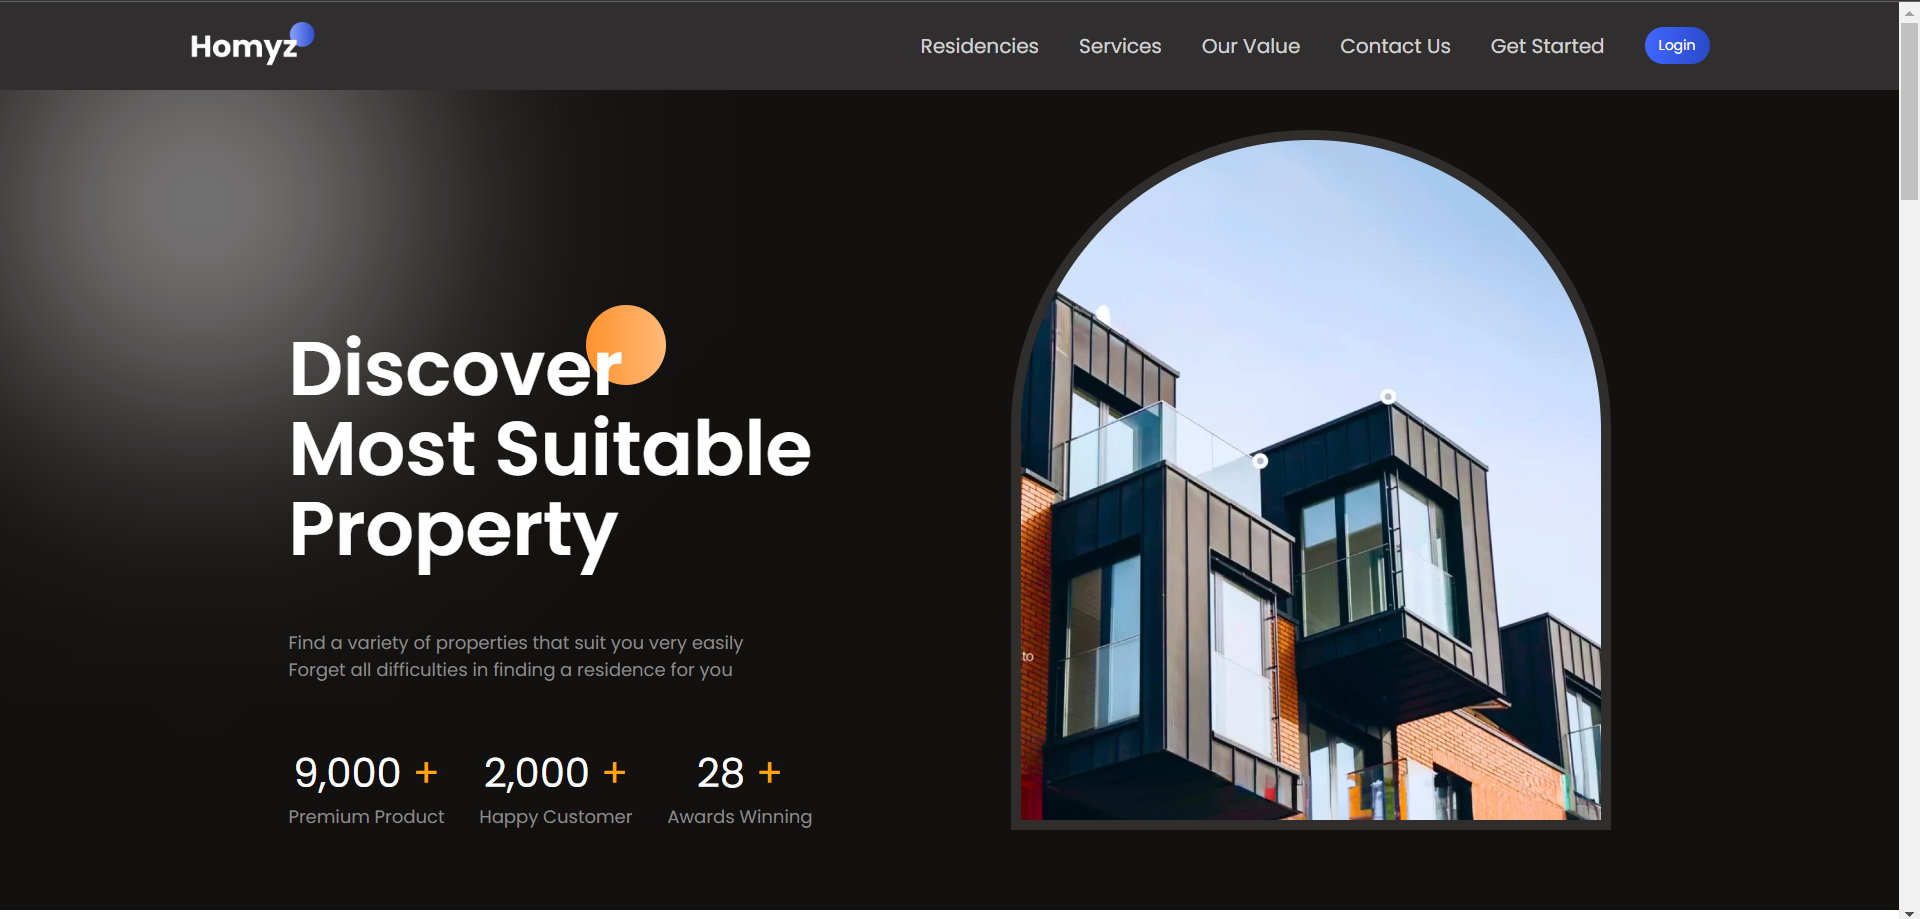 Homyz
Residencies
Services
Our Value
Contact Us
Get Started
Login
Discover
Most Suitable
Property
Find a variety of properties that suit you very easily
Forget all difficulties in finding a residence for you
9,000 +
2,000 +
28 +
Premium Product
Happy Customer
Awards Winning
to